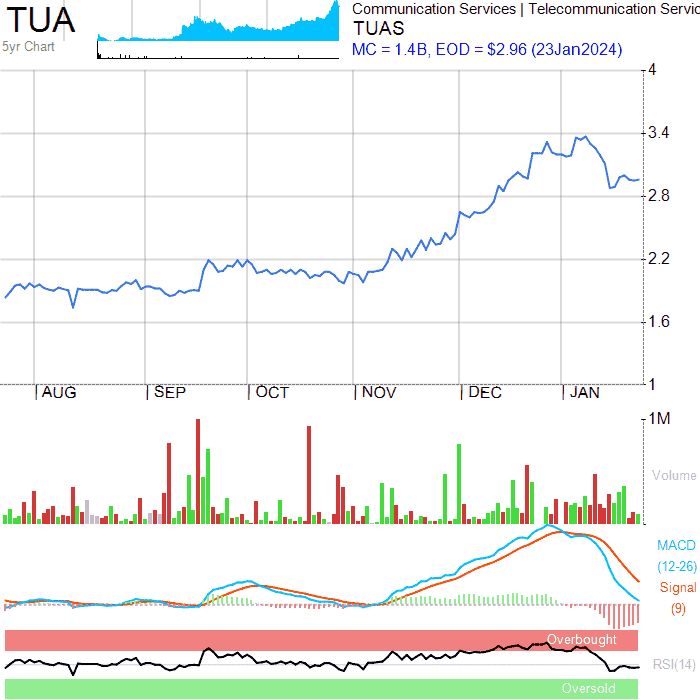 TUA
5yr Chart
Communication Services | Telecommunication Servic
TUAS
MC = 1.4B, EOD = $2.96 (23Jan2024)
4
3.4
2.8
2.2
1.6
1
|AUG |SEP |OCT |NOV |DEC |JAN
1M
Volume
MACD
(12-26)
Signal
(9)
Overbought
RSI(14)
Oversold